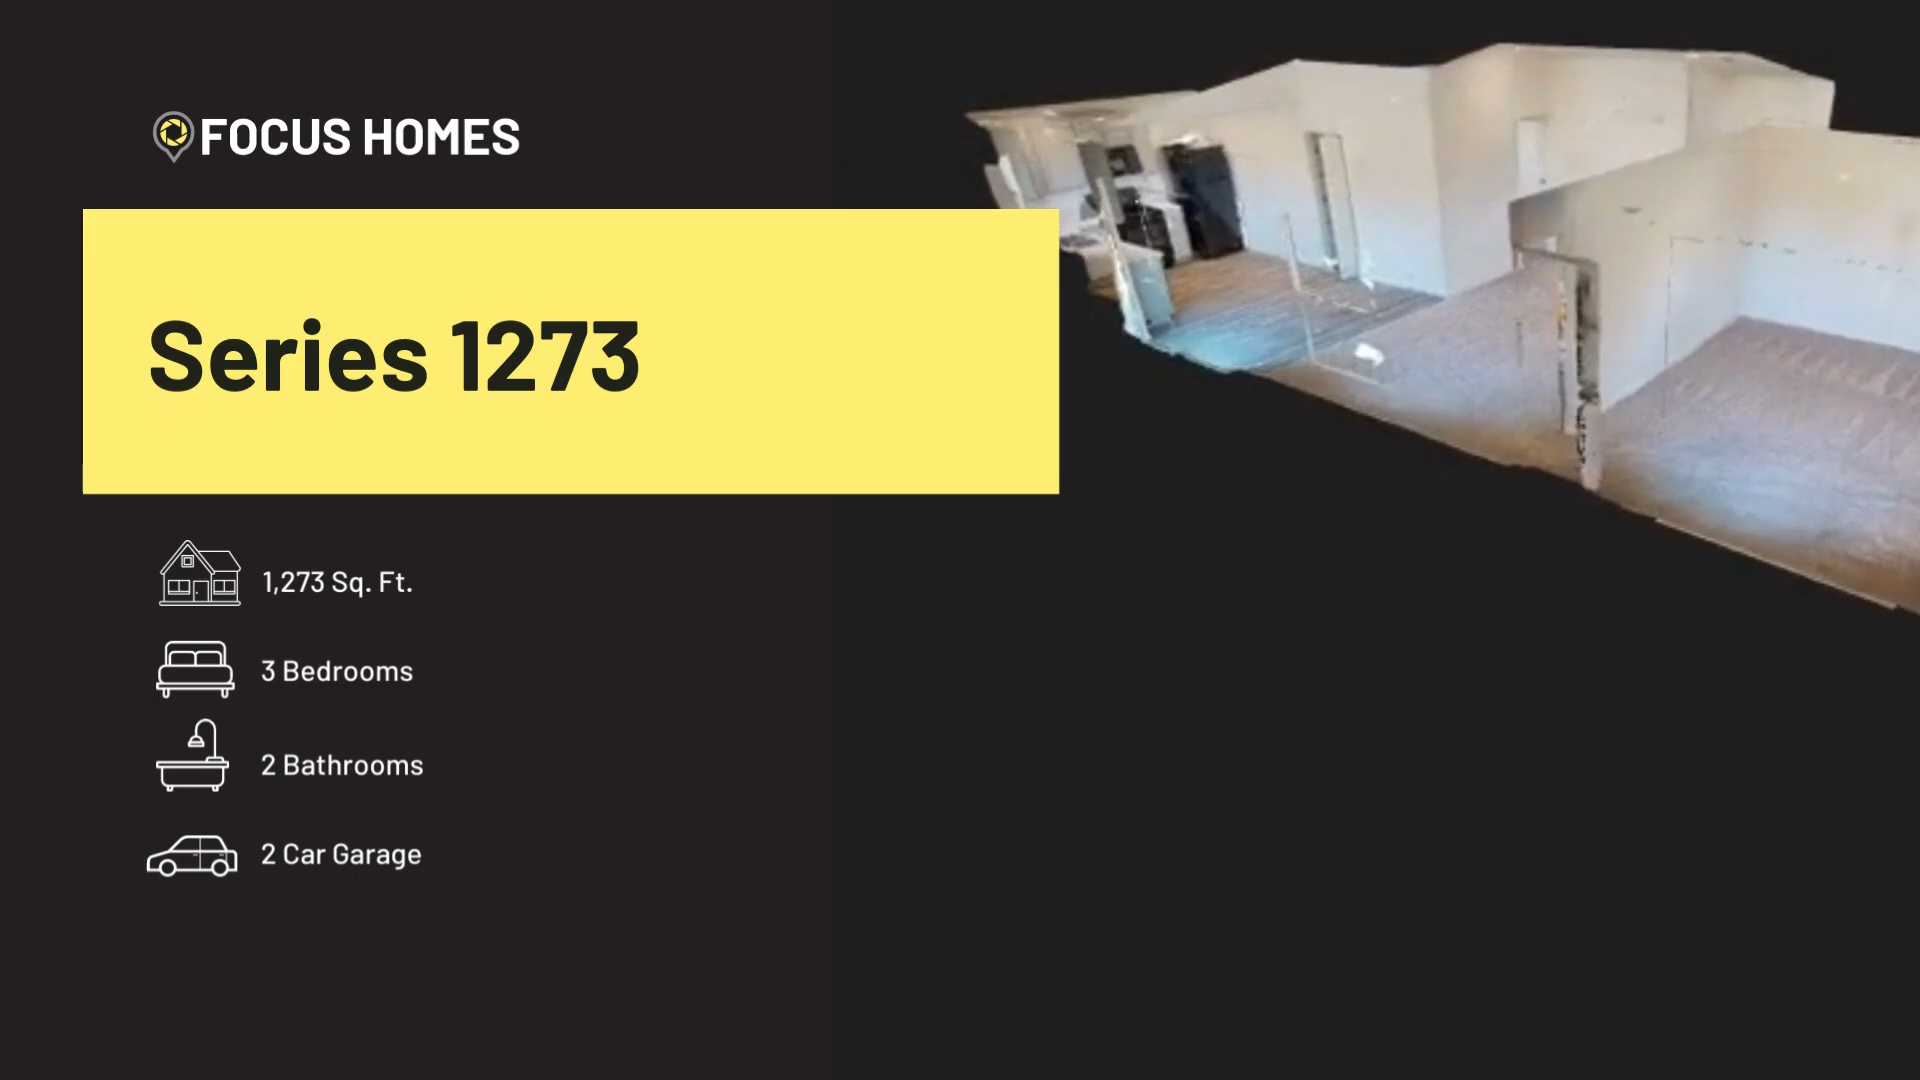 FOCUS HOMES
Series 1273
1,273 Sq. Ft.
3 Bedrooms
2 Bathrooms
2 Car Garage